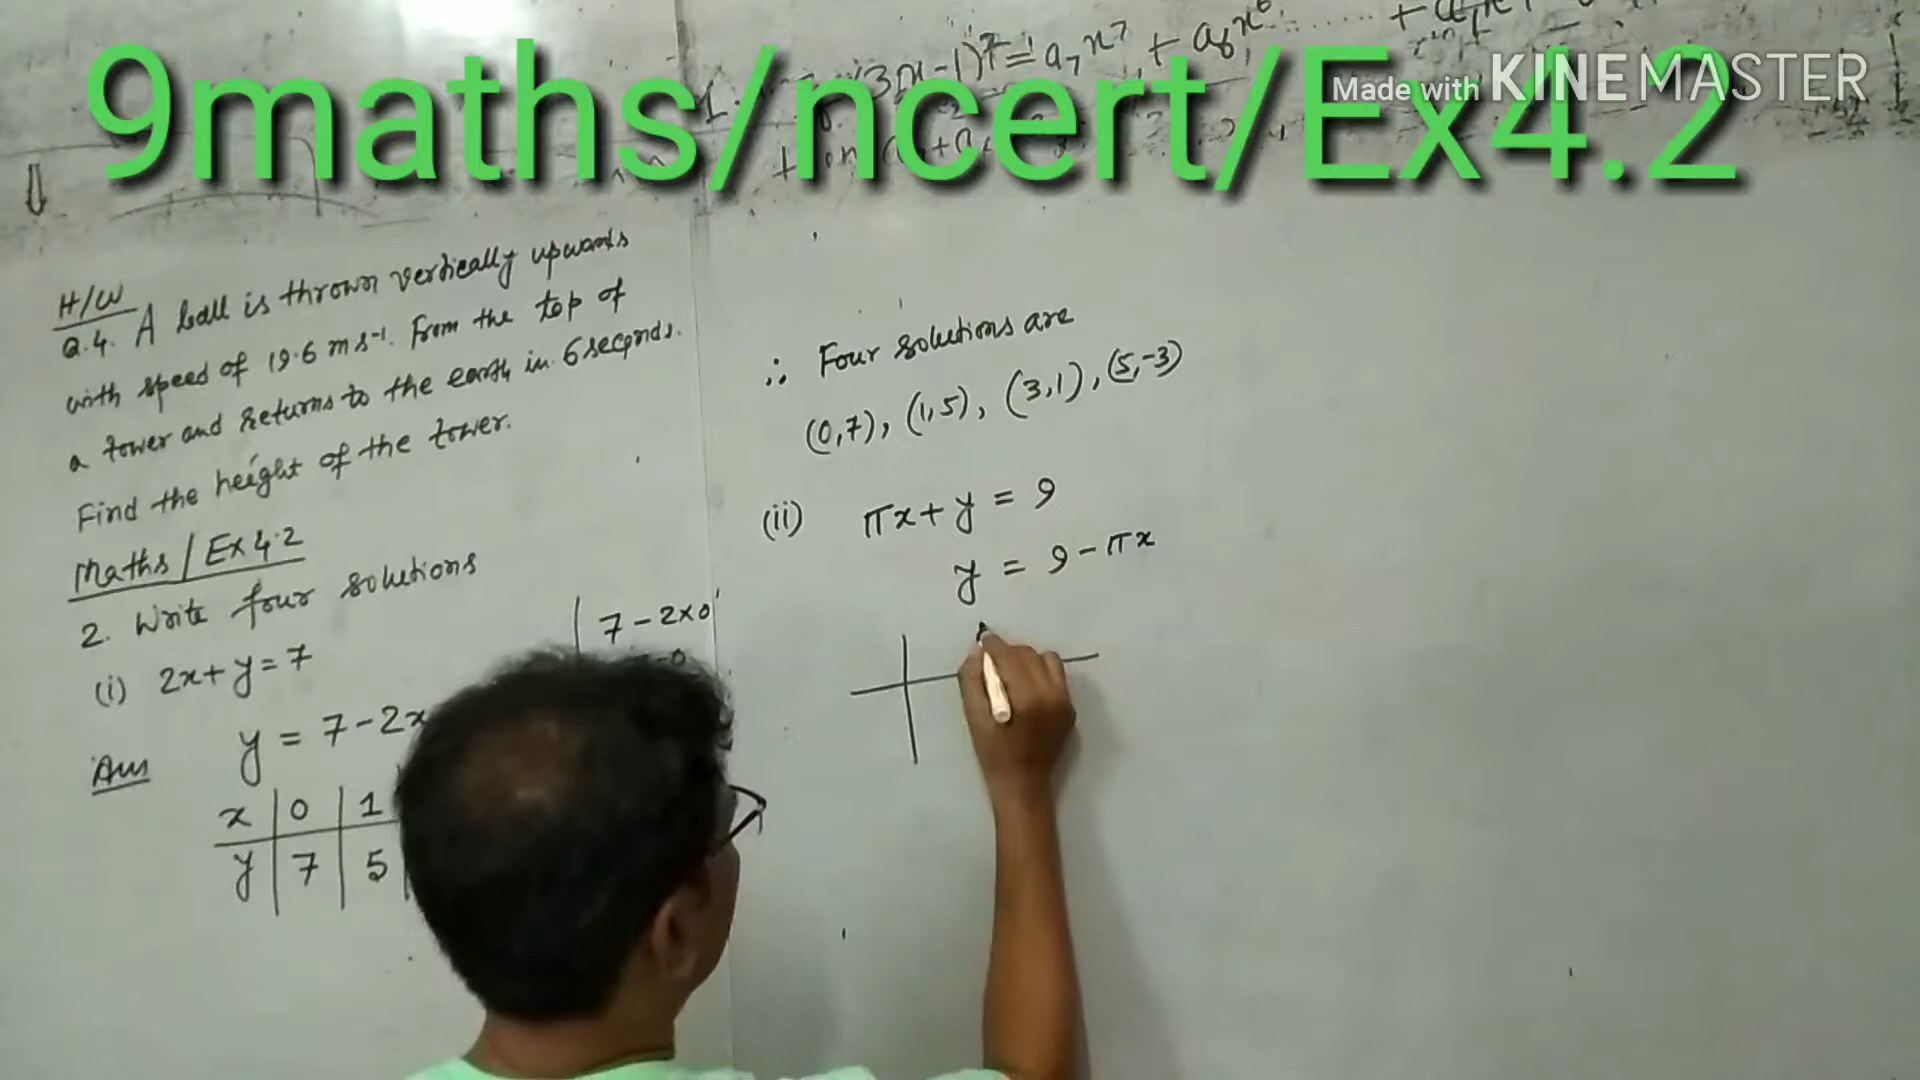 9maths/ncert/Ex4.2
Made with KINEMASTER
H/W
Q.4. A ball is thrown vertically upwards
with speed of 19.6 m s⁻¹. From the top of
a tower and returns to the earth in 6 seconds.
Find the height of the tower.
Maths / Ex 4.2
2. Write four solutions
(i) 2x + y = 7
Ans y = 7 - 2x
x | 0 | 1
y | 7 | 5
7 - 2×0
∴ Four solutions are
(0,7), (1,5), (3,1), (5,-3)
(ii) πx + y = 9
y = 9 - πx